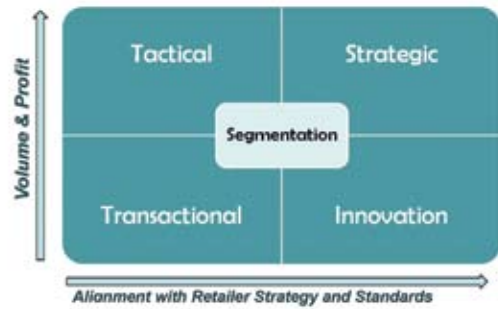 Volume & Profit
Tactical
Strategic
Segmentation
Transactional
Innovation
Alignment with Retailer Strategy and Standards